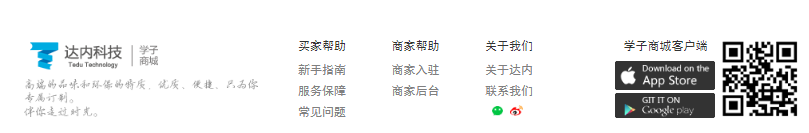 达内科技
Tedu Technology
学子
商城
高端的品味和环保的特质、优质、便捷、只为你
专属订制。
伴你走过时光。
买家帮助
新手指南
服务保障
常见问题
商家帮助
商家入驻
商家后台
关于我们
关于达内
联系我们
学子商城客户端
Download on the
App Store
GET IT ON
Google play